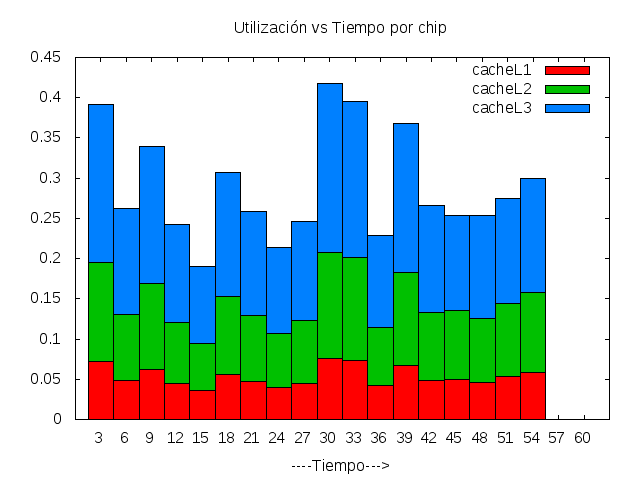 Utilización vs Tiempo por chip
0.45
0.4
0.35
0.3
0.25
0.2
0.15
0.1
0.05
0
cacheL1
cacheL2
cacheL3
3 6 9 12 15 18 21 24 27 30 33 36 39 42 45 48 51 54 57 60
----Tiempo--->